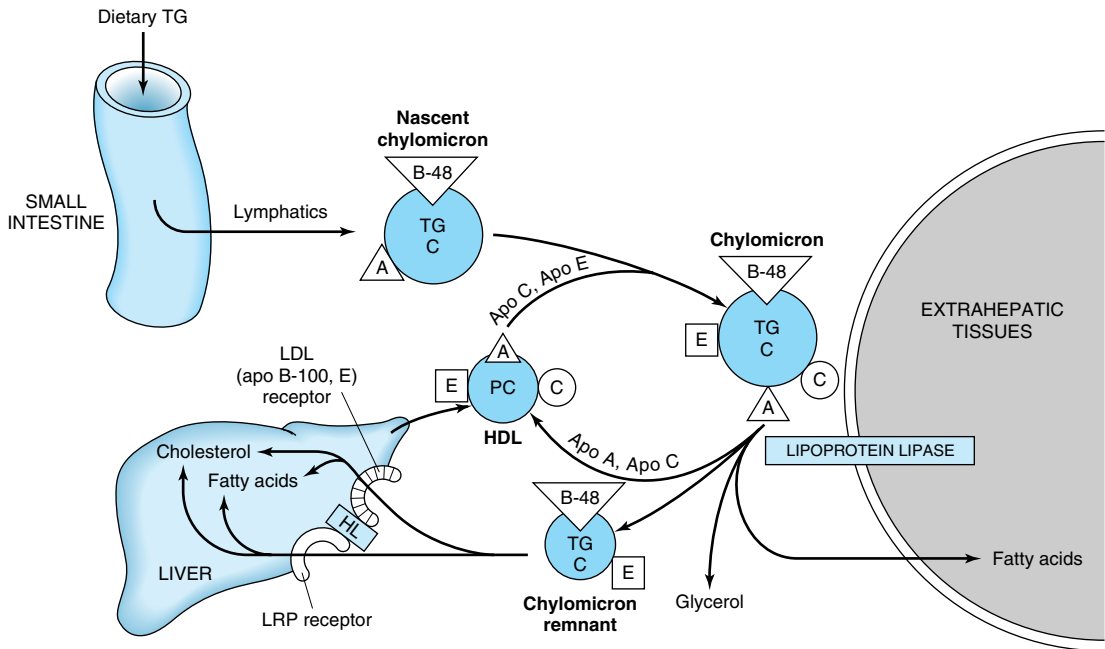 Dietary TG
SMALL
INTESTINE
Lymphatics
Nascent
chylomicron
B-48
TG
C
A
Apo C, Apo E
Chylomicron
B-48
TG
C
E
C
A
EXTRAHEPATIC
TISSUES
LIPOPROTEIN LIPASE
Fatty acids
Glycerol
A
E
PC
C
HDL
Apo A, Apo C
LDL
(apo B-100, E)
receptor
Cholesterol
Fatty acids
HL
LIVER
LRP receptor
B-48
TG
C
E
Chylomicron
remnant